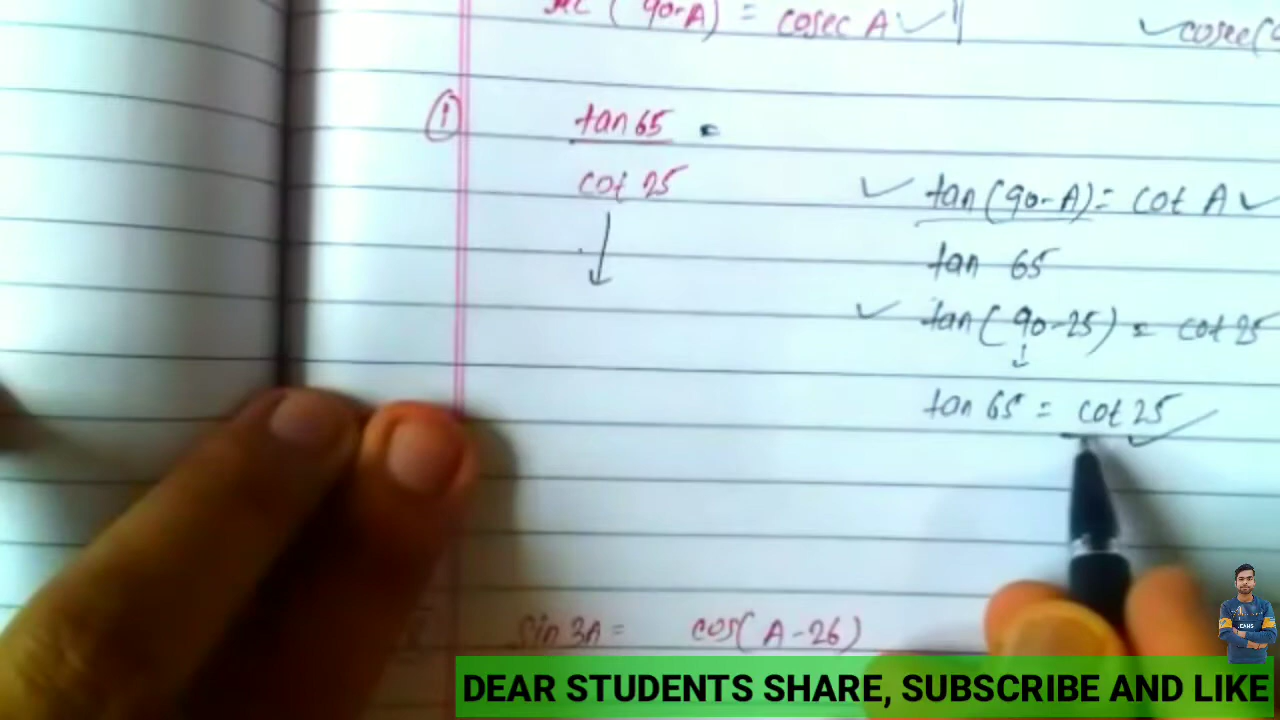 sec (90-A) = cosec A ✓
✓ cosec(
① tan 65 =
cot 25
✓ tan (90-A) = cot A ✓
tan 65
✓ tan (90-25) = cot 25
tan 65 = cot 25 ✓
sin 3A = cos( A-26)
DEAR STUDENTS SHARE, SUBSCRIBE AND LIKE